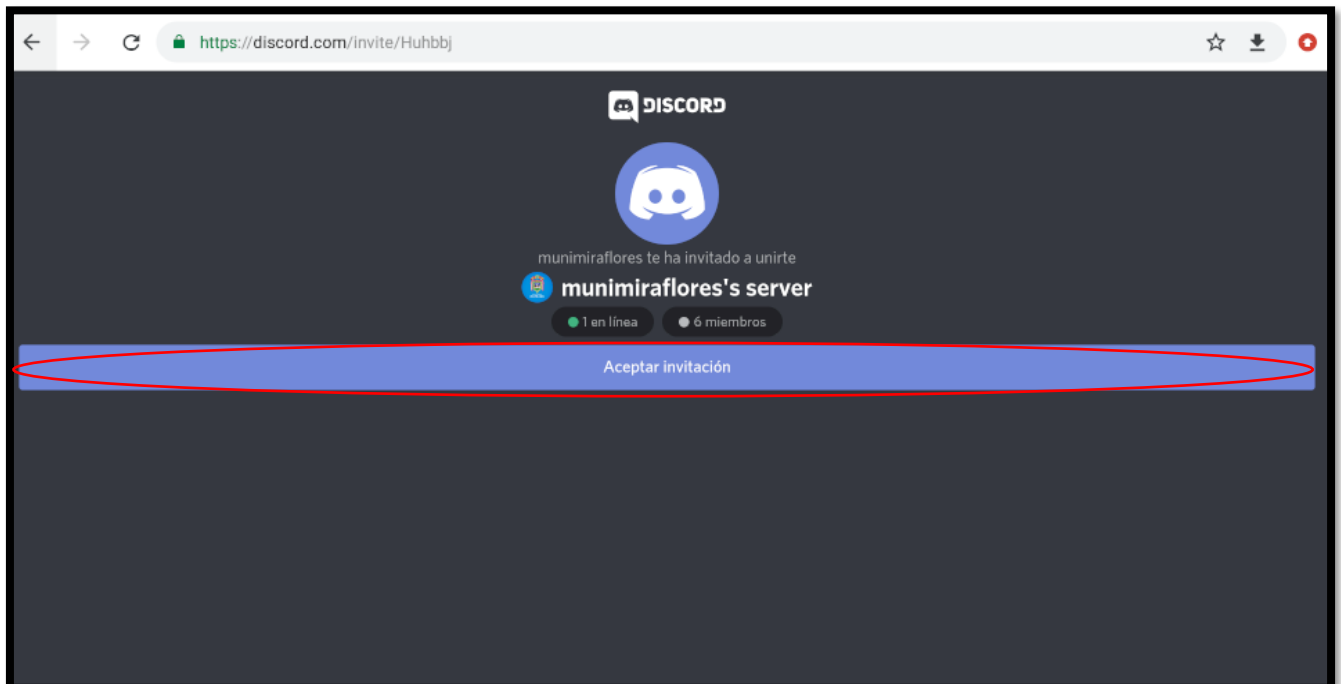 https://discord.com/invite/Huhbbj
DISCORD
munimiraflores te ha invitado a unirte
munimiraflores's server
1 en línea 6 miembros
Aceptar invitación